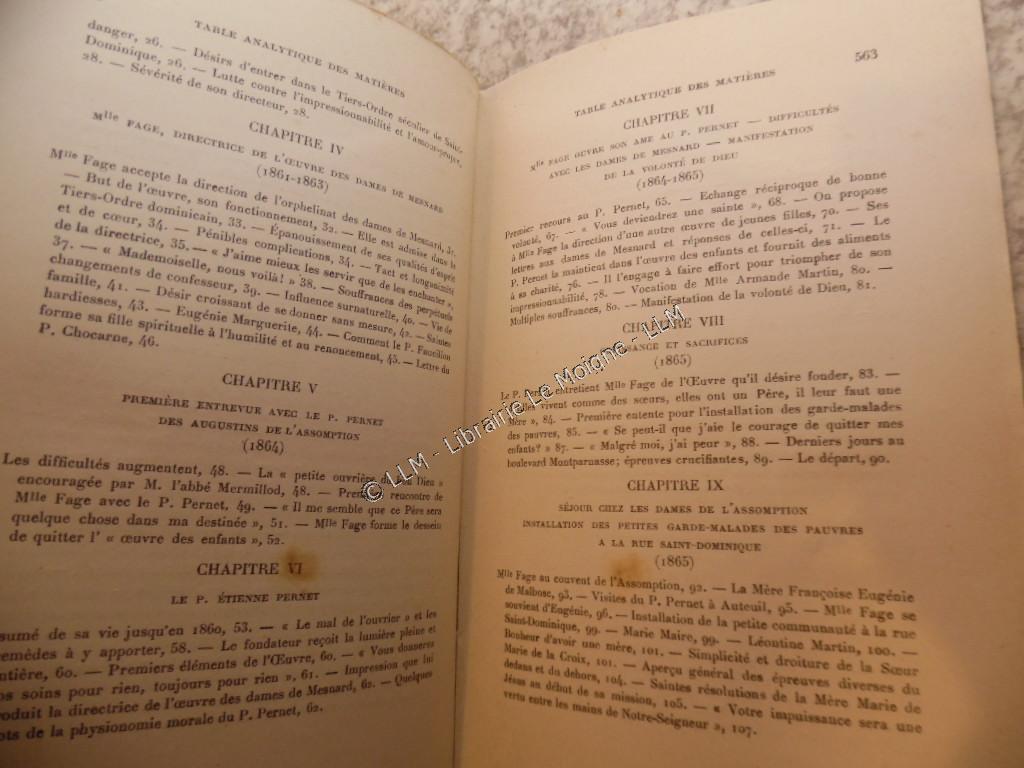 TABLE ANALYTIQUE DES MATIÈRES
danger, 26. — Désirs d'entrer dans le Tiers-Ordre séculier de Saint-
Dominique, 26. — Lutte contre l'impressionnabilité et l'amour-propre,
28. — Sévérité de son directeur, 28.
CHAPITRE IV
Mlle FAGE, DIRECTRICE DE L'ŒUVRE DES DAMES DE MESNARD
(1861-1863)
Mlle Fage accepte la direction de l'orphelinat des dames de Mesnard, 31.
— But de l'œuvre, son fonctionnement, 32. — Elle est admise dans le
Tiers-Ordre dominicain, 33. — Épanouissement de ses qualités d'esprit
et de cœur, 34. — Pénibles complications, 34. — Tact et longanimité
de la directrice, 35. — « J'aime mieux les servir que de les enchanter »,
37. — « Mademoiselle, nous voilà! » 38. — Souffrances des perpétuels
changements de confesseur, 39. — Influence surnaturelle, 40. — Vie de
famille, 41. — Désir croissant de se donner sans mesure, 42. — Saintes
hardiesses, 43. — Eugénie Marguerite, 44. — Comment le P. Faucillon
forme sa fille spirituelle à l'humilité et au renoncement, 45. — Lettre du
P. Chocarne, 46.
CHAPITRE V
PREMIÈRE ENTREVUE AVEC LE P. PERNET
DES AUGUSTINS DE L'ASSOMPTION
(1864)
Les difficultés augmentent, 48. — La « petite ouvrière du bon Dieu »
encouragée par M. l'abbé Mermillod, 48. — Première rencontre de
Mlle Fage avec le P. Pernet, 49. — « Il me semble que ce Père sera
quelque chose dans ma destinée », 51. — Mlle Fage forme le dessein
de quitter l' « œuvre des enfants », 52.
CHAPITRE VI
LE P. ÉTIENNE PERNET
sumé de sa vie jusqu'en 1860, 53. — « Le mal de l'ouvrier » et les
emèdes à y apporter, 58. — Le fondateur reçoit la lumière pleine et
ntière, 60. — Premiers éléments de l'Œuvre, 60. — « Vous donnerez
os soins pour rien, toujours pour rien », 61. — Impression que lui
roduit la directrice de l'œuvre des dames de Mesnard, 62. — Quelques
ots de la physionomie morale du P. Pernet, 62.
TABLE ANALYTIQUE DES MATIÈRES 563
CHAPITRE VII
Mlle FAGE OUVRE SON AME AU P. PERNET — DIFFICULTÉS
AVEC LES DAMES DE MESNARD — MANIFESTATION
DE LA VOLONTÉ DE DIEU
(1864-1865)
Premier recours au P. Pernet, 65. — Echange réciproque de bonne
volonté, 67. — « Vous deviendrez une sainte », 68. — On propose
à Mlle Fage la direction d'une autre œuvre de jeunes filles, 70. — Ses
lettres aux dames de Mesnard et réponses de celles-ci, 71. — Le
P. Pernet la maintient dans l'œuvre des enfants et fournit des aliments
à sa charité, 76. — Il l'engage à faire effort pour triompher de son
impressionnabilité, 78. — Vocation de Mlle Armande Martin, 80. —
Multiples souffrances, 80. — Manifestation de la volonté de Dieu, 81.
CHAPITRE VIII
SANCE ET SACRIFICES
(1865)
Le P. Pernet entretient Mlle Fage de l'Œuvre qu'il désire fonder, 83. —
elles vivent comme des sœurs, elles ont un Père, il leur faut une
Mère », 84. — Première entente pour l'installation des garde-malades
des pauvres, 85. — « Se peut-il que j'aie le courage de quitter mes
enfants? » 87. — « Malgré moi, j'ai peur », 88. — Derniers jours au
boulevard Montparnasse; épreuves crucifiantes, 89. — Le départ, 90.
CHAPITRE IX
SÉJOUR CHEZ LES DAMES DE L'ASSOMPTION
INSTALLATION DES PETITES GARDE-MALADES DES PAUVRES
A LA RUE SAINT-DOMINIQUE
(1865)
Mlle Fage au couvent de l'Assomption, 92. — La Mère Françoise Eugénie
de Malbosc, 93. — Visites du P. Pernet à Auteuil, 95. — Mlle Fage se
souvient d'Eugénie, 96. — Installation de la petite communauté à la rue
Saint-Dominique, 99. — Marie Maire, 99. — Léontine Martin, 100. —
Bonheur d'avoir une mère, 101. — Simplicité et droiture de la Sœur
Marie de la Croix, 101. — Aperçu général des épreuves diverses du
dedans et du dehors, 104. — Saintes résolutions de la Mère Marie de
Jésus au début de sa mission, 105. — « Votre impuissance sera une
vertu entre les mains de Notre-Seigneur », 107.
© LLM - Librairie Le Moigne - LLM